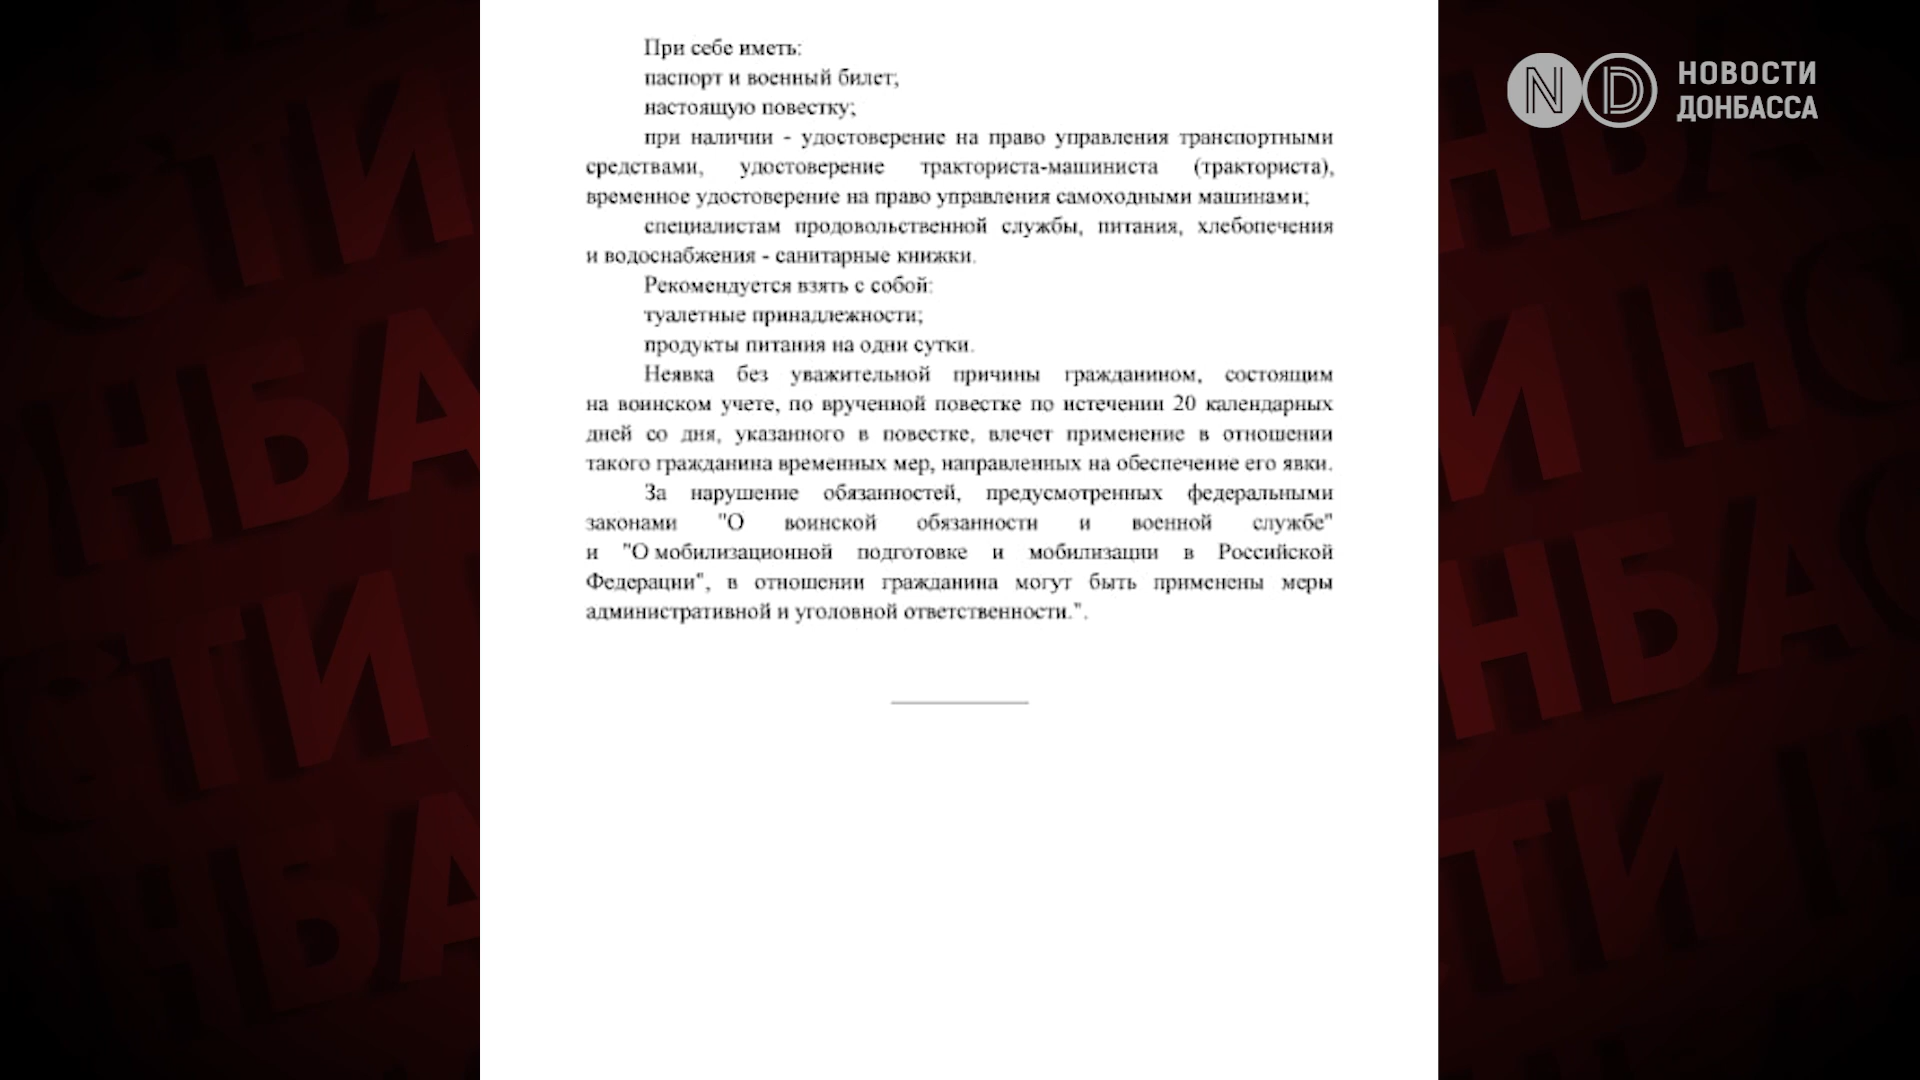 При себе иметь:
паспорт и военный билет;
настоящую повестку;
при наличии - удостоверение на право управления транспортными
средствами, удостоверение тракториста-машиниста (тракториста),
временное удостоверение на право управления самоходными машинами;
специалистам продовольственной службы, питания, хлебопечения
и водоснабжения - санитарные книжки.
Рекомендуется взять с собой:
туалетные принадлежности;
продукты питания на одни сутки.
Неявка без уважительной причины гражданином, состоящим
на воинском учете, по врученной повестке по истечении 20 календарных
дней со дня, указанного в повестке, влечет применение в отношении
такого гражданина временных мер, направленных на обеспечение его явки.
За нарушение обязанностей, предусмотренных федеральными
законами "О воинской обязанности и военной службе"
и "О мобилизационной подготовке и мобилизации в Российской
Федерации", в отношении гражданина могут быть применены меры
административной и уголовной ответственности.".
ND НОВОСТИ
ДОНБАССА